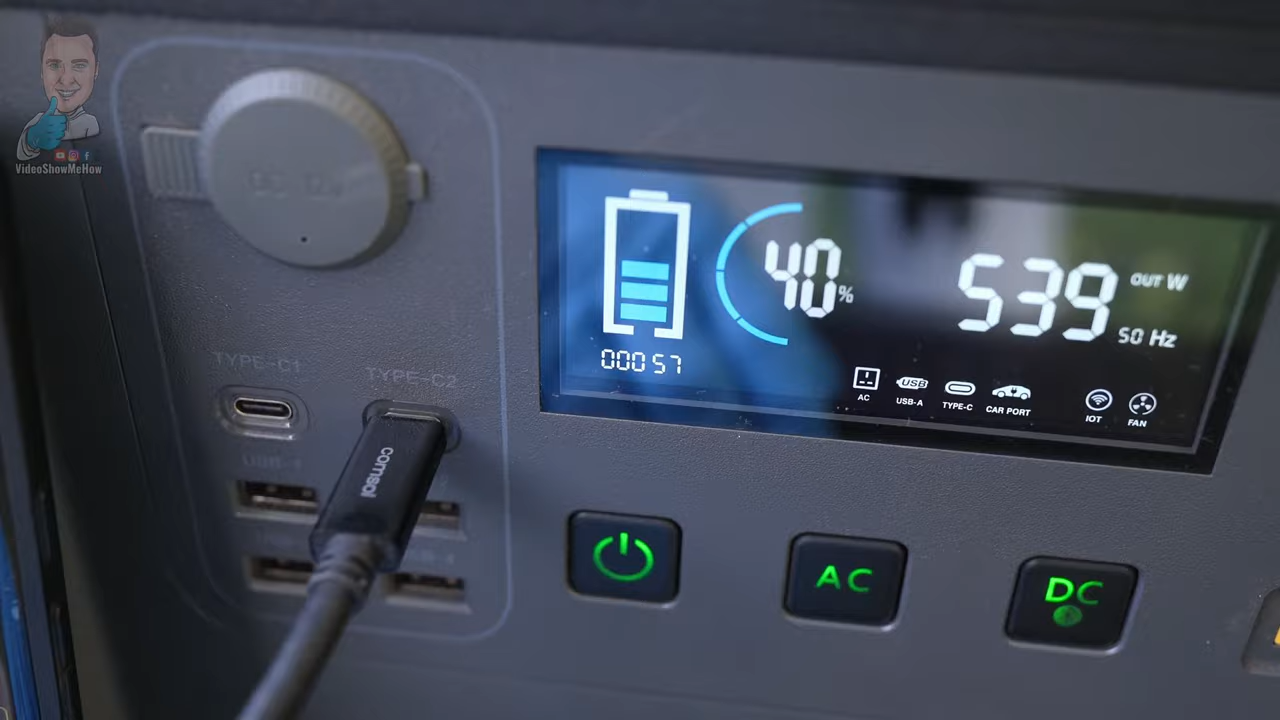 VideoShowMeHow
TYPE-C1
TYPE-C2
comsol
40%
539
OUT W
50 Hz
000 57
AC
USB
USB-A
TYPE-C
CAR PORT
IOT
FAN
AC
DC